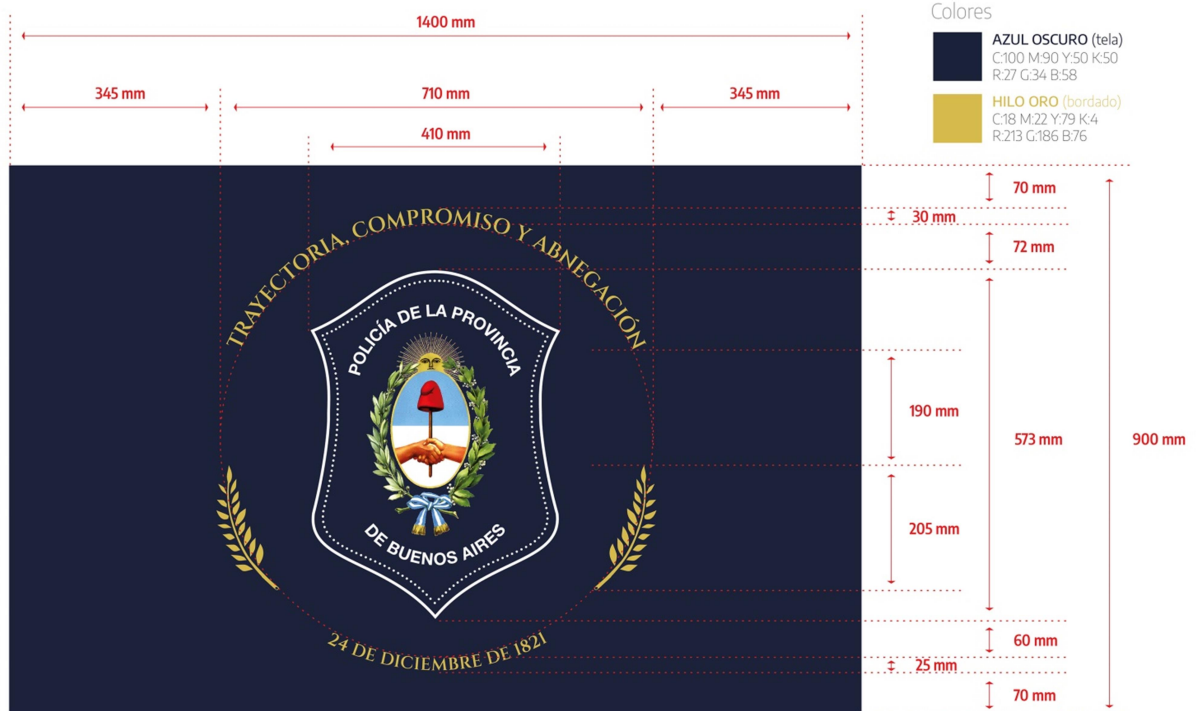 1400 mm
345 mm
710 mm
345 mm
410 mm
Colores
AZUL OSCURO (tela)
C:100 M:90 Y:50 K:50
R:27 G:34 B:58
HILO ORO (bordado)
C:18 M:22 Y:79 K:4
R:213 G:186 B:76
TRAYECTORIA, COMPROMISO Y ABNEGACIÓN
POLICÍA DE LA PROVINCIA
DE BUENOS AIRES
24 DE DICIEMBRE DE 1821
70 mm
30 mm
72 mm
190 mm
573 mm
900 mm
205 mm
60 mm
25 mm
70 mm